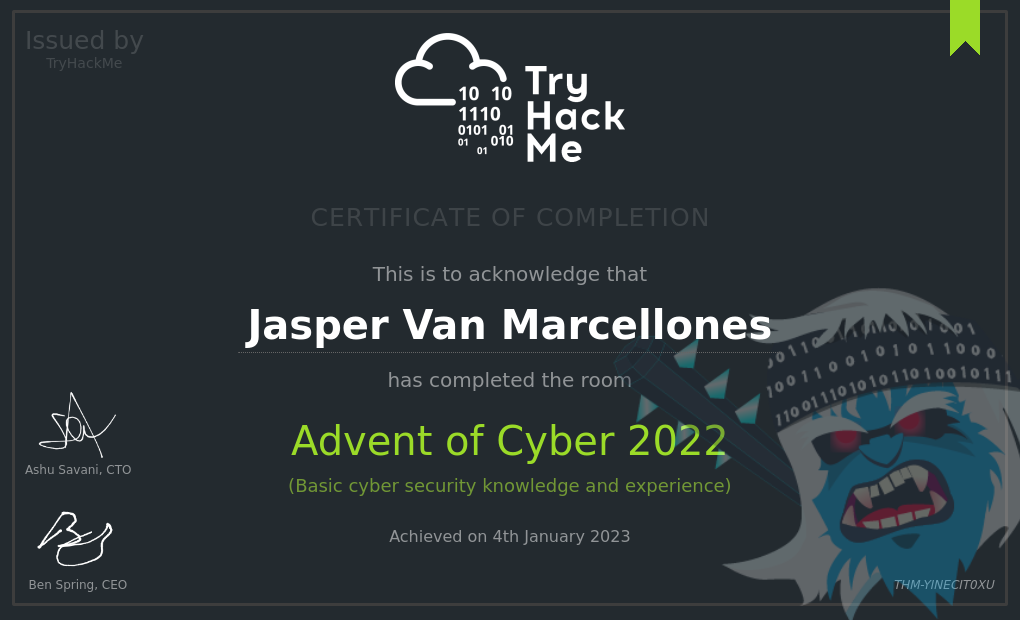 Issued by
TryHackMe
10 10
1110
0101 01
01 010
01
Try
Hack
Me
CERTIFICATE OF COMPLETION
This is to acknowledge that
Jasper Van Marcellones
has completed the room
Advent of Cyber 2022
(Basic cyber security knowledge and experience)
Achieved on 4th January 2023
Ashu Savani, CTO
Ben Spring, CEO
THM-YINECIT0XU